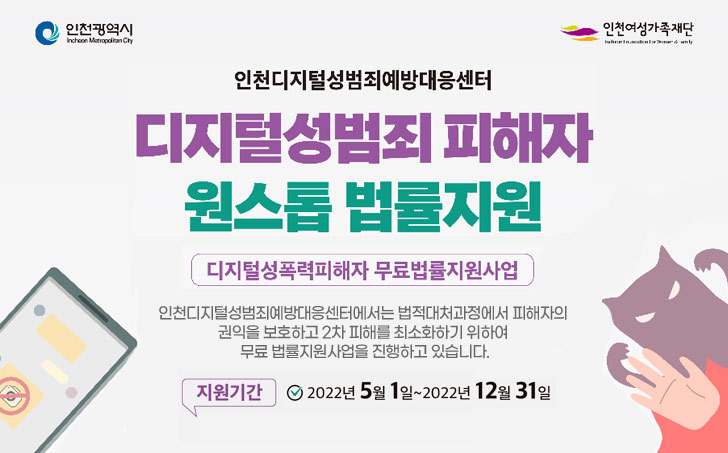 인천광역시
Incheon Metropolitan City
인천여성가족재단
Incheon Foundation for Women & Family
인천디지털성범죄예방대응센터
디지털성범죄 피해자
원스톱 법률지원
디지털성폭력피해자 무료법률지원사업
인천디지털성범죄예방대응센터에서는 법적대처과정에서 피해자의
권익을 보호하고 2차 피해를 최소화하기 위하여
무료 법률지원사업을 진행하고 있습니다.
지원기간
2022년 5월 1일~2022년 12월 31일